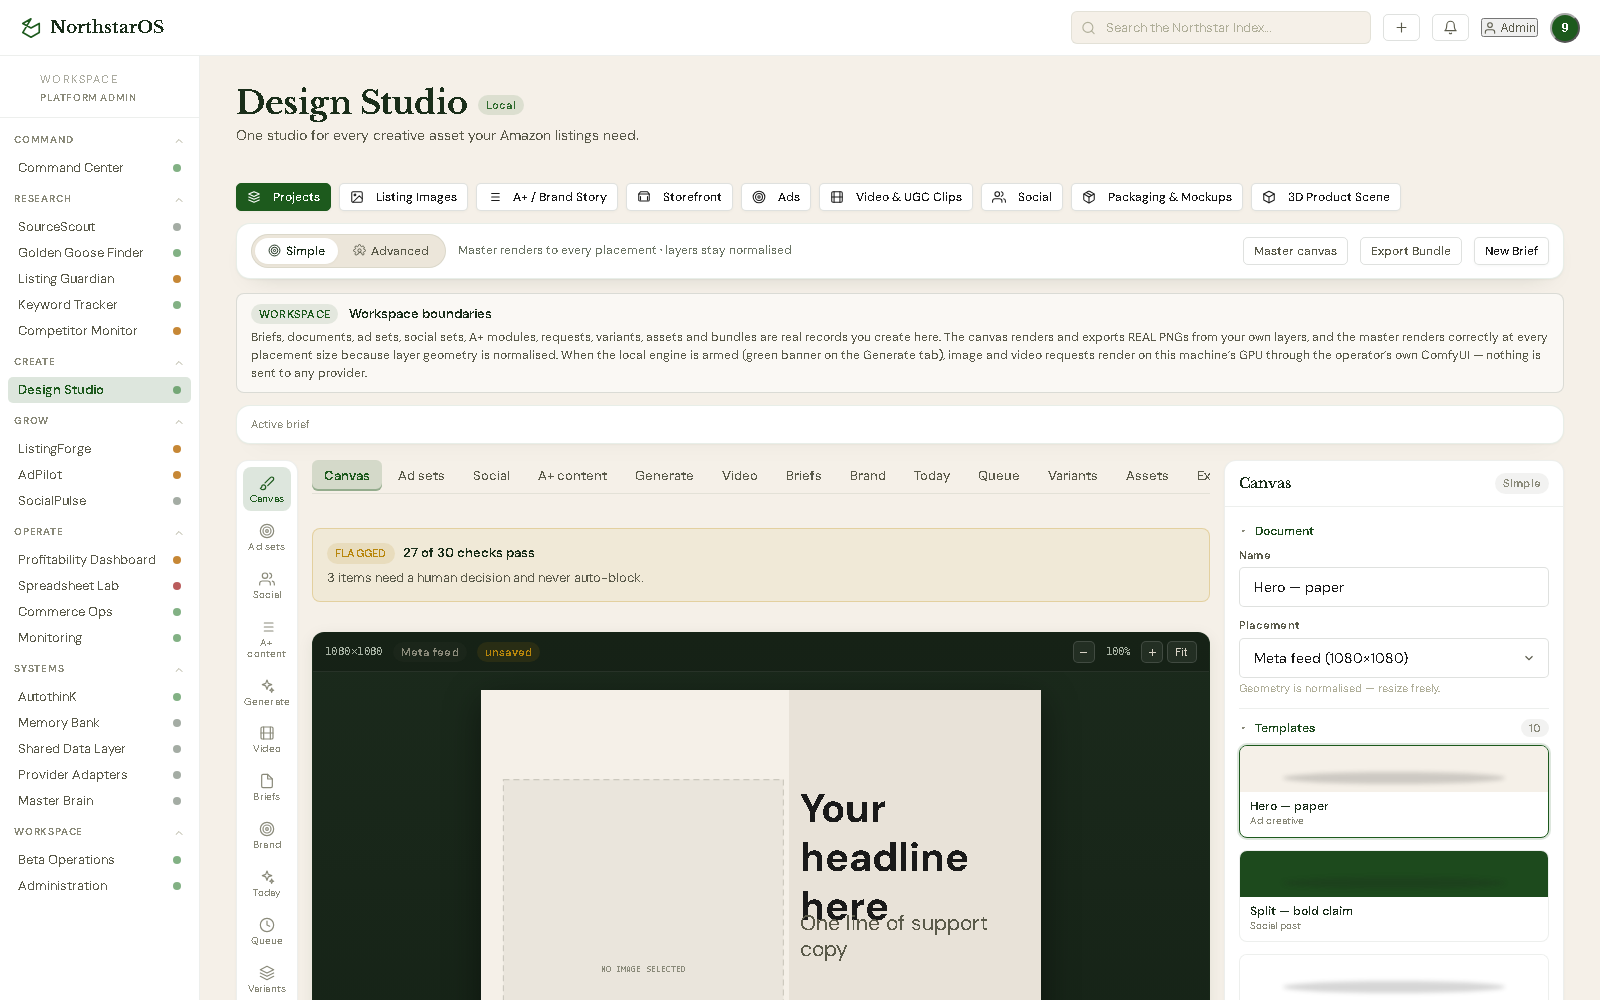 NorthstarOS
Search the Northstar Index...
Admin
9
WORKSPACE
PLATFORM ADMIN
COMMAND
Command Center
RESEARCH
SourceScout
Golden Goose Finder
Listing Guardian
Keyword Tracker
Competitor Monitor
CREATE
Design Studio
GROW
ListingForge
AdPilot
SocialPulse
OPERATE
Profitability Dashboard
Spreadsheet Lab
Commerce Ops
Monitoring
SYSTEMS
AutothinK
Memory Bank
Shared Data Layer
Provider Adapters
Master Brain
WORKSPACE
Beta Operations
Administration
Design Studio Local
One studio for every creative asset your Amazon listings need.
Projects Listing Images A+ / Brand Story Storefront Ads Video & UGC Clips Social Packaging & Mockups 3D Product Scene
Simple Advanced Master renders to every placement · layers stay normalised Master canvas Export Bundle New Brief
WORKSPACE Workspace boundaries
Briefs, documents, ad sets, social sets, A+ modules, requests, variants, assets and bundles are real records you create here. The canvas renders and exports REAL PNGs from your own layers, and the master renders correctly at every
placement size because layer geometry is normalised. When the local engine is armed (green banner on the Generate tab), image and video requests render on this machine's GPU through the operator's own ComfyUI — nothing is
sent to any provider.
Active brief
Canvas
Ad sets
Social
A+
content
Generate
Video
Briefs
Brand
Today
Queue
Variants
Canvas Ad sets Social A+ content Generate Video Briefs Brand Today Queue Variants Assets Ex
FLAGGED 27 of 30 checks pass
3 items need a human decision and never auto-block.
1080×1080 Meta feed unsaved − 100% + Fit
Your
headline
here
One line of support
copy
NO IMAGE SELECTED
Canvas Simple
Document
Name
Hero — paper
Placement
Meta feed (1080×1080)
Geometry is normalised — resize freely.
Templates 10
Hero — paper
Ad creative
Split — bold claim
Social post